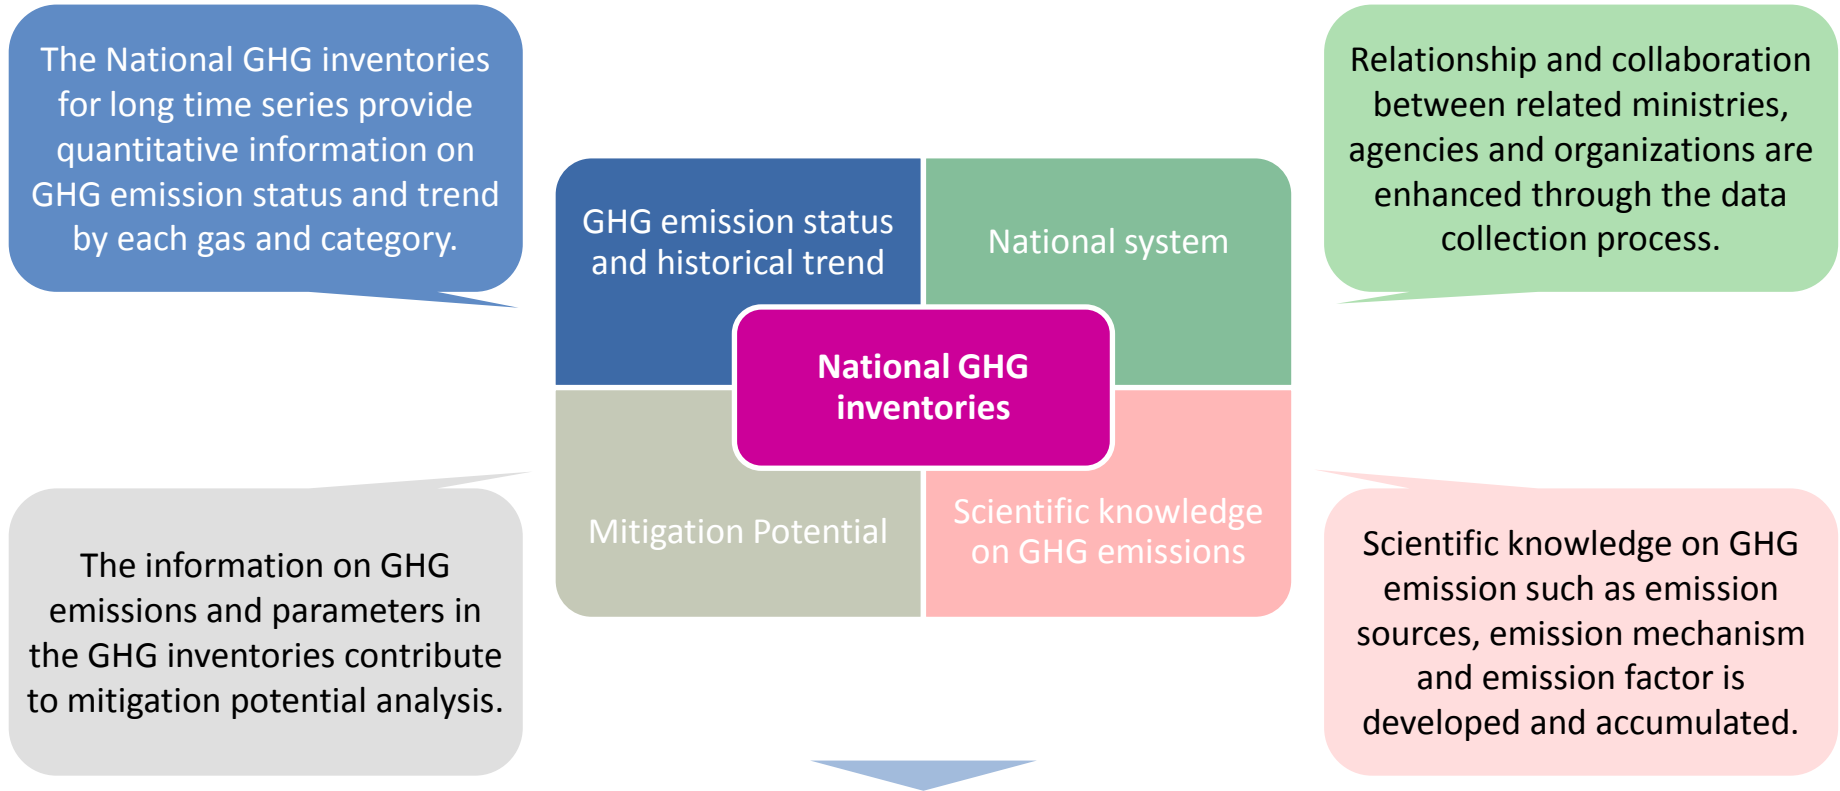 The National GHG inventories
for long time series provide
quantitative information on
GHG emission status and trend
by each gas and category.
GHG emission status
and historical trend
National system
Relationship and collaboration
between related ministries,
agencies and organizations are
enhanced through the data
collection process.
National GHG
inventories
The information on GHG
emissions and parameters in
the GHG inventories contribute
to mitigation potential analysis.
Mitigation Potential
Scientific knowledge
on GHG emissions
Scientific knowledge on GHG
emission such as emission
sources, emission mechanism
and emission factor is
developed and accumulated.